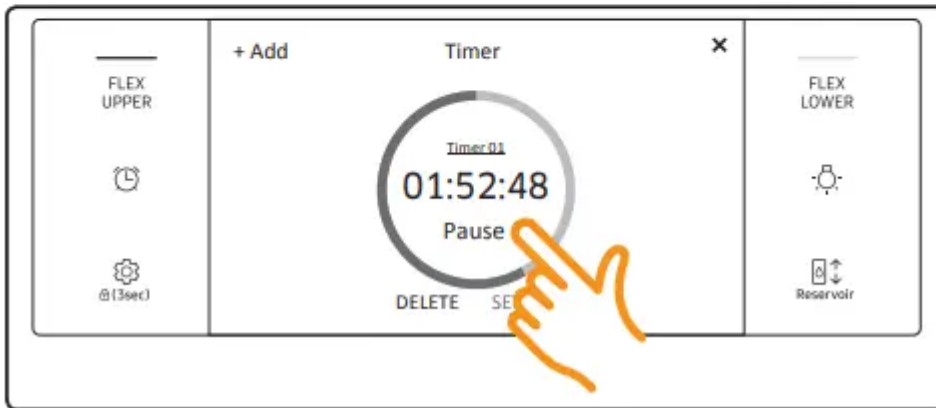 FLEX
UPPER
(3sec)
+ Add
Timer
×
Timer 01
01:52:48
Pause
DELETE
FLEX
LOWER
Reservoir